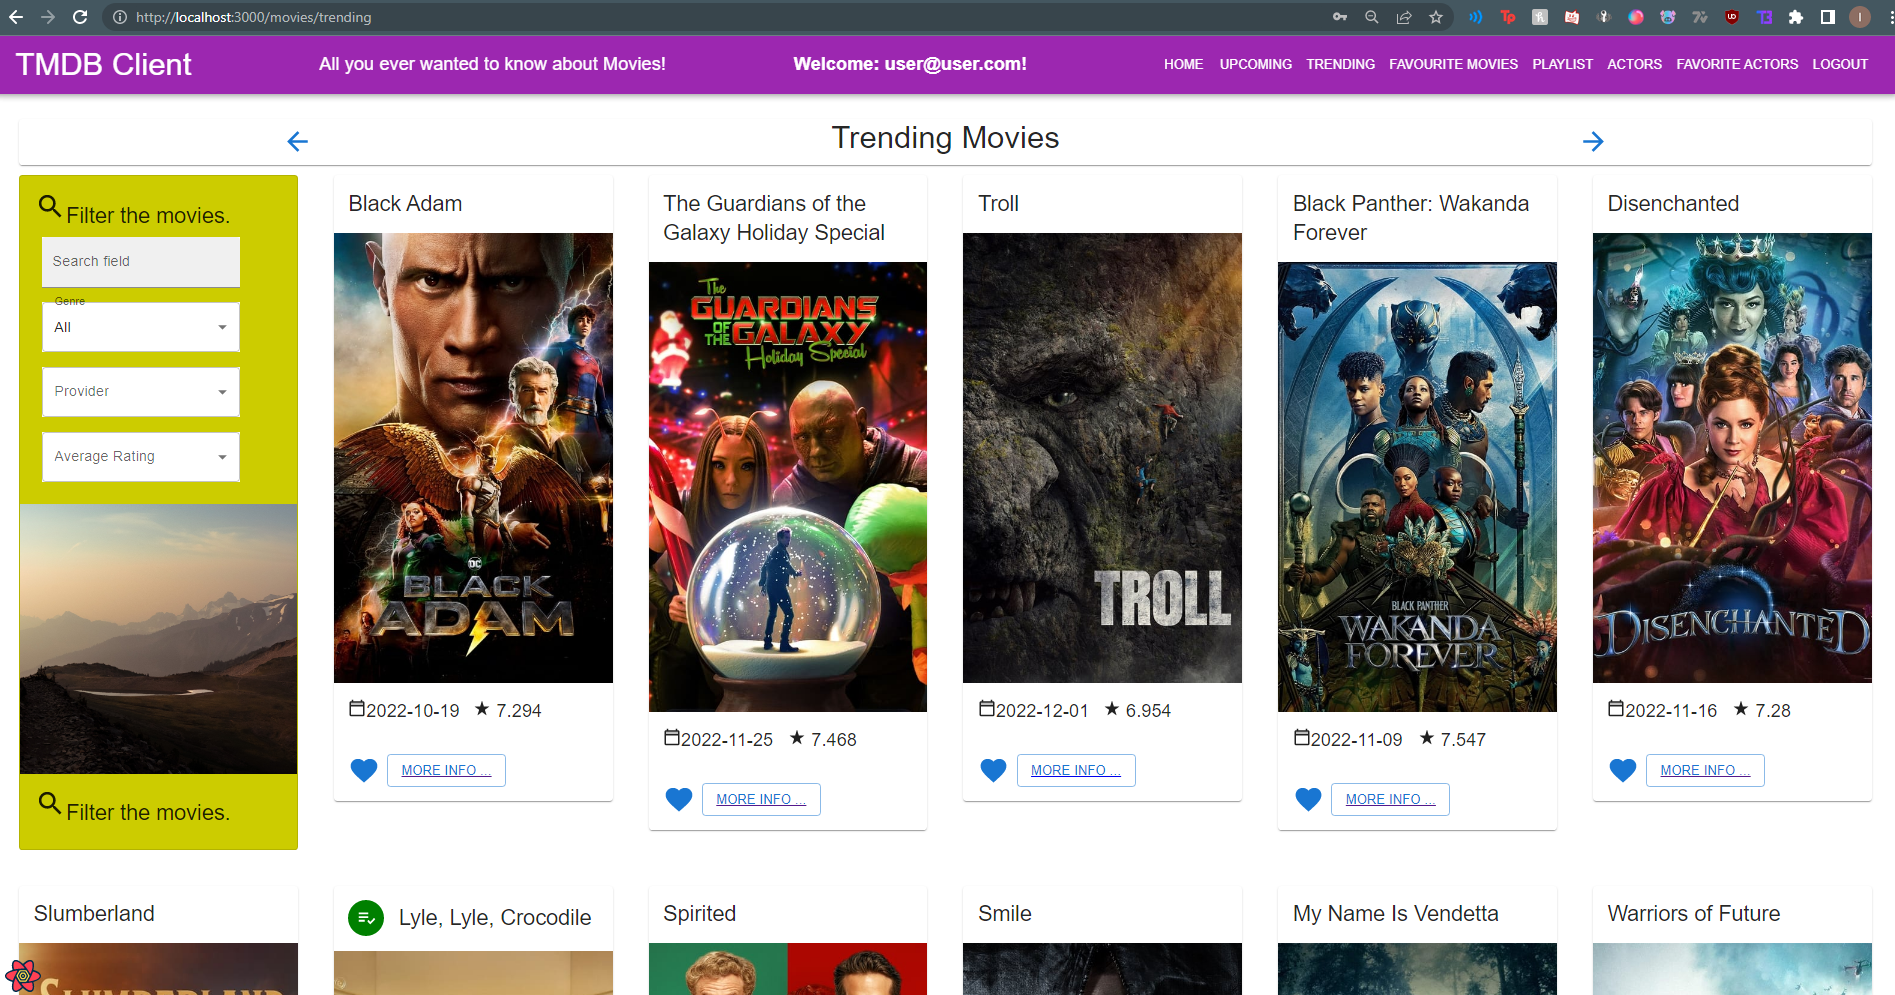 http://localhost:3000/movies/trending
TMDB Client
All you ever wanted to know about Movies!
Welcome: user@user.com!
HOME UPCOMING TRENDING FAVOURITE MOVIES PLAYLIST ACTORS FAVORITE ACTORS LOGOUT
Trending Movies
Filter the movies.
Search field
Genre
All
Provider
Average Rating
Filter the movies.
Black Adam
DC
BLACK
ADAM
2022-10-19 7.294
MORE INFO ...
The Guardians of the
Galaxy Holiday Special
The
GUARDIANS
OF THE GALAXY
Holiday Special
2022-11-25 7.468
MORE INFO ...
Troll
TROLL
2022-12-01 6.954
MORE INFO ...
Black Panther: Wakanda
Forever
BLACK PANTHER
WAKANDA
FOREVER
2022-11-09 7.547
MORE INFO ...
Disenchanted
DISENCHANTED
2022-11-16 7.28
MORE INFO ...
Slumberland
SLUMBERLAND
Lyle, Lyle, Crocodile
Spirited
Smile
My Name Is Vendetta
Warriors of Future